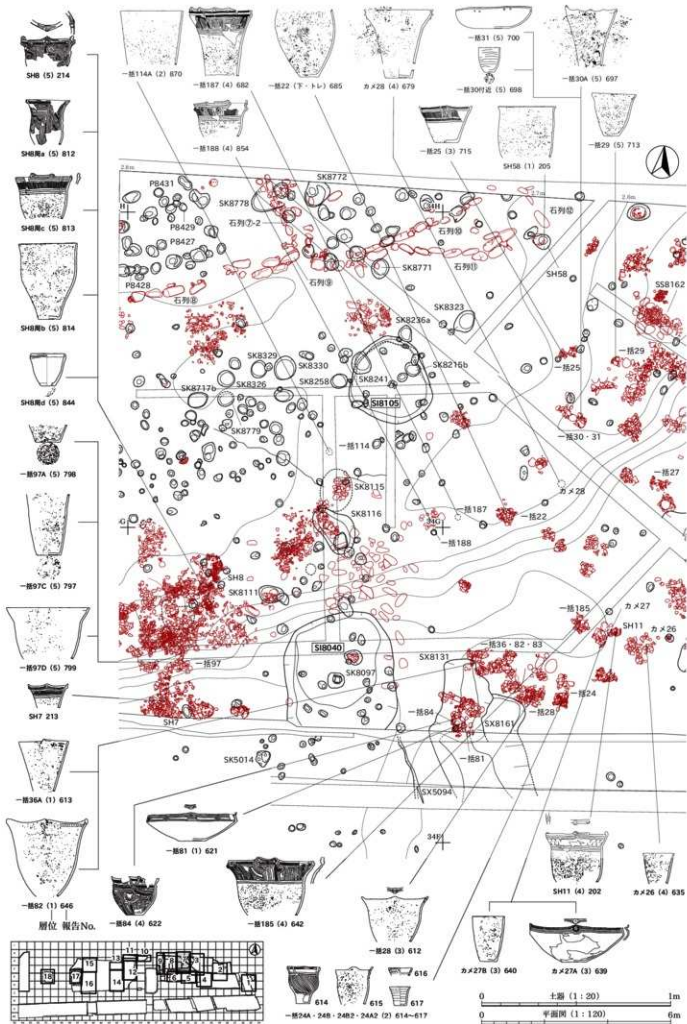 SH8 (5) 214
一括114A (2) 870
一括187 (4) 682
一括22 (下・トレ) 685
カメ28 (4) 679
一括31 (5) 700
一括30付近 (5) 698
一括30A (5) 697
SH8周a (5) 812
一括188 (4) 854
一括25 (3) 715
SH58 (1) 205
一括29 (5) 713
SH8周c (5) 813
SH8周b (5) 814
SH8周d (5) 844
一括97A (5) 798
一括97C (5) 797
一括97D (5) 799
SH7 213
一括36A (1) 613
一括82 (1) 646
層位 報告No.
2.8m
2.7m
2.6m
P8431
SK8772
SK8778
P8429
石列⑦-2
P8427
石列⑩
石列⑫
SK8771
石列⑪
石列⑨
P8428
石列⑧
SH58
SS8162
SK8236a
SK8323
SK8329
SK8330
SK8215b
一括29
一括25
SK8326
SK8258
SK8241
SK8717b
SI8105
SK8779
一括30・31
一括114
一括27
SK8115
カメ28
一括187
一括22
SK8116
34G
一括188
SH8
SK8111
一括185
カメ27
SH11
カメ26
SI8040
一括36・82・83
SX8131
一括97
SK8097
一括24
一括84
一括28
SX8161
SH7
一括81
SK5014
SX5094
34F
一括81 (1) 621
一括84 (4) 622
一括185 (4) 642
一括28 (3) 612
SH11 (4) 202
カメ26 (4) 635
カメ27B (3) 640
カメ27A (3) 639
614
615
616
617
一括24A・24B・24B2・24A2 (2) 614~617
0 土器 (1:20) 1m
0 平面図 (1:120) 6m